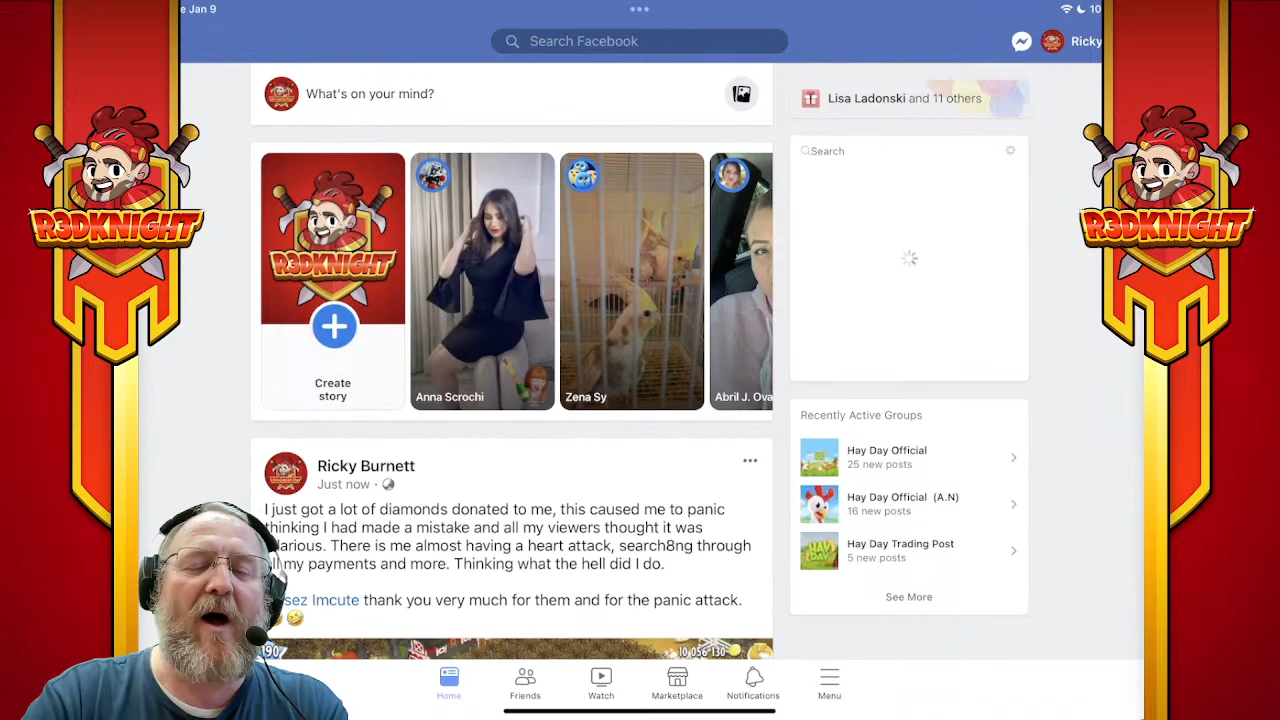 e Jan 9
10
Search Facebook
Ricky
What's on your mind?
Lisa Ladonski and 11 others
Search
R3DKNIGHT
R3DKNIGHT
R3DKNIGHT
Create
story
Anna Scrochi
Zena Sy
Abril J. Ova
Recently Active Groups
Hay Day Official
25 new posts
Hay Day Official (A.N)
16 new posts
Hay Day Trading Post
5 new posts
See More
Ricky Burnett
Just now ·
I just got a lot of diamonds donated to me, this caused me to panic
thinking I had made a mistake and all my viewers thought it was
larious. There is me almost having a heart attack, search8ng through
my payments and more. Thinking what the hell did I do.
sez Imcute thank you very much for them and for the panic attack.
190
10 056 130
Home
Friends
Watch
Marketplace
Notifications
Menu